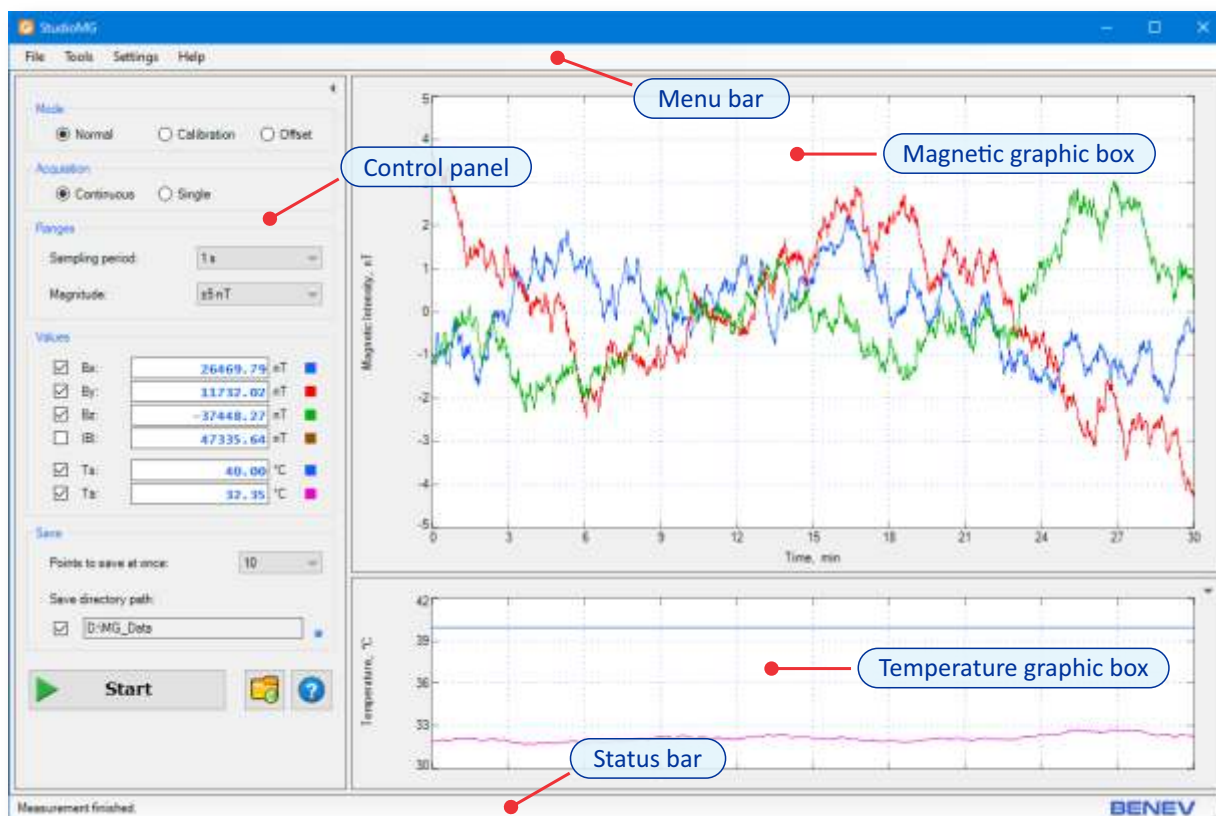 StudioMG
File Tools Settings Help
Menu bar
Mode
Normal Calibration Offset
Acquisition
Continuous Single
Control panel
Ranges
Sampling period: 1 s
Magnitude: ±5 nT
Values
Bx: 26469.79 nT
By: 11732.02 nT
Bz: -37448.27 nT
|B|: 47335.64 nT
40.00 °C
32.35 °C
Save
Points to save at once: 10
Save directory path:
D:\MG_Data
Start
?
Magnetic graphic box
Magnetic Intensity, nT
5
4
2
1
0
-1
-2
-3
-4
-5
0 3 6 9 12 15 18 21 24 27 30
Time, min
Temperature graphic box
Temperature, °C
42
39
36
33
30
Status bar
Measurement finished.
BENEV